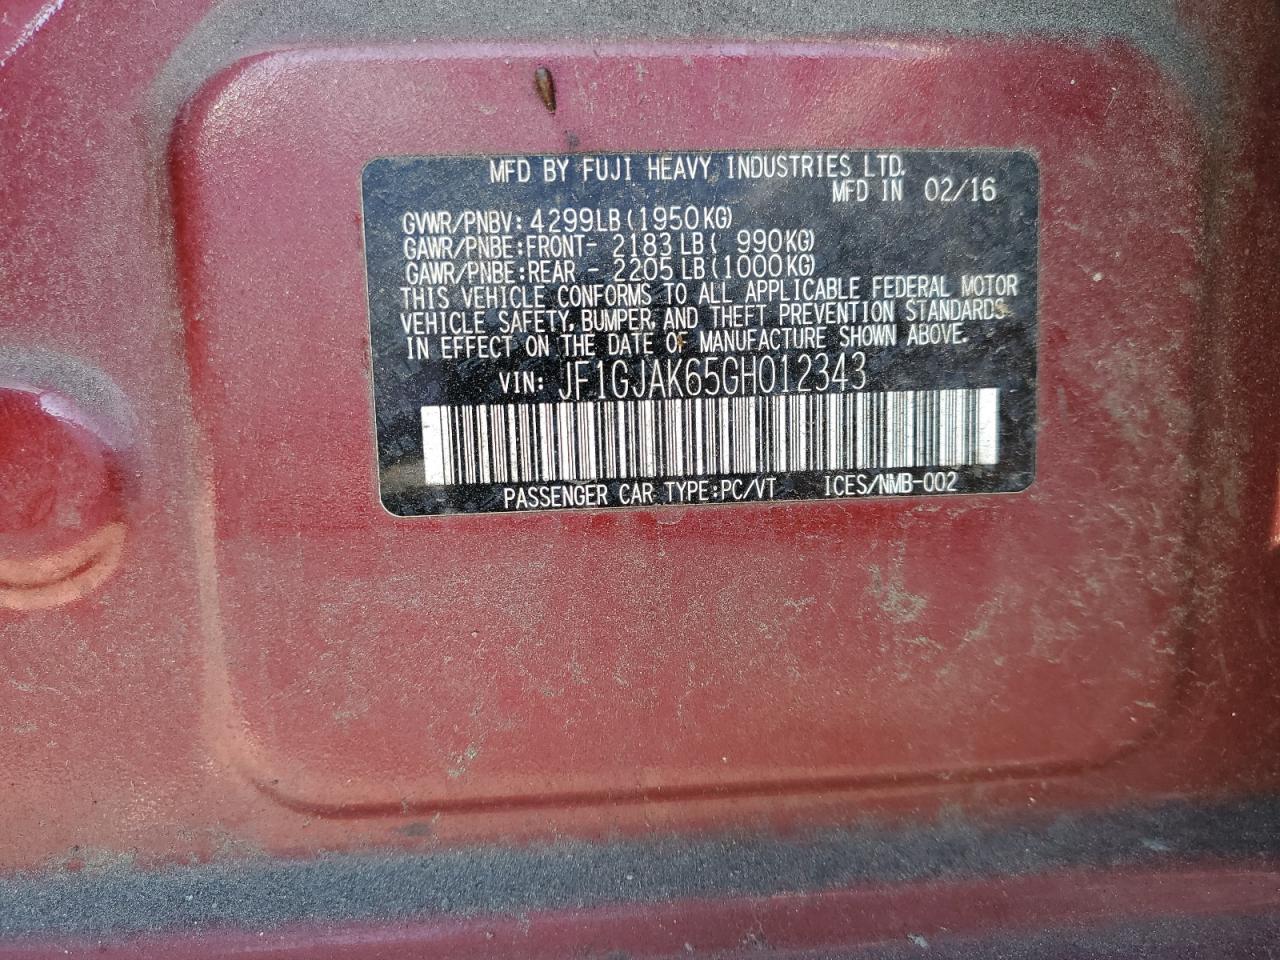 MFD BY FUJI HEAVY INDUSTRIES LTD.
MFD IN 02/16
GVWR/PNBV: 4299LB (1950KG)
GAWR/PNBE:FRONT- 2183 LB ( 990KG)
GAWR/PNBE:REAR - 2205 LB (1000KG)
THIS VEHICLE CONFORMS TO ALL APPLICABLE FEDERAL MOTOR
VEHICLE SAFETY, BUMPER, AND THEFT PREVENTION STANDARDS
IN EFFECT ON THE DATE OF MANUFACTURE SHOWN ABOVE.
VIN: JF1GJAK65GH012343
PASSENGER CAR TYPE:PC/VT ICES/NMB-002